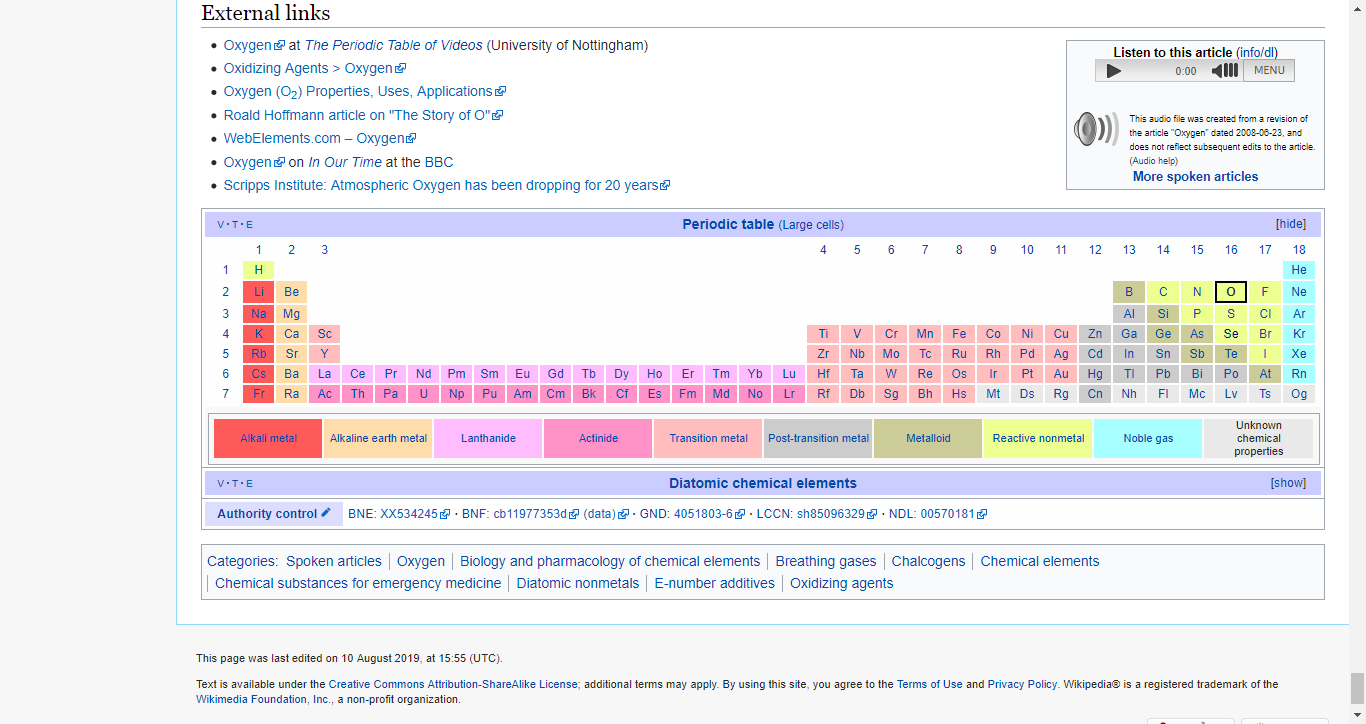 External links
Oxygen at The Periodic Table of Videos (University of Nottingham)
Oxidizing Agents > Oxygen
Oxygen (O2) Properties, Uses, Applications
Roald Hoffmann article on "The Story of O"
WebElements.com – Oxygen
Oxygen on In Our Time at the BBC
Scripps Institute: Atmospheric Oxygen has been dropping for 20 years
Listen to this article (info/dl)
0:00 MENU
This audio file was created from a revision of
the article "Oxygen" dated 2008-06-23, and
does not reflect subsequent edits to the article.
(Audio help)
More spoken articles
V · T · E Periodic table (Large cells) [hide]
1 2 3 4 5 6 7 8 9 10 11 12 13 14 15 16 17 18
1 H He
2 Li Be B C N O F Ne
3 Na Mg Al Si P S Cl Ar
4 K Ca Sc Ti V Cr Mn Fe Co Ni Cu Zn Ga Ge As Se Br Kr
5 Rb Sr Y Zr Nb Mo Tc Ru Rh Pd Ag Cd In Sn Sb Te I Xe
6 Cs Ba La Ce Pr Nd Pm Sm Eu Gd Tb Dy Ho Er Tm Yb Lu Hf Ta W Re Os Ir Pt Au Hg Tl Pb Bi Po At Rn
7 Fr Ra Ac Th Pa U Np Pu Am Cm Bk Cf Es Fm Md No Lr Rf Db Sg Bh Hs Mt Ds Rg Cn Nh Fl Mc Lv Ts Og
Alkali metal Alkaline earth metal Lanthanide Actinide Transition metal Post-transition metal Metalloid Reactive nonmetal Noble gas Unknown
chemical
properties
V · T · E Diatomic chemical elements [show]
Authority control BNE: XX534245 · BNF: cb11977353d (data) · GND: 4051803-6 · LCCN: sh85096329 · NDL: 00570181
Categories: Spoken articles | Oxygen | Biology and pharmacology of chemical elements | Breathing gases | Chalcogens | Chemical elements
| Chemical substances for emergency medicine | Diatomic nonmetals | E-number additives | Oxidizing agents
This page was last edited on 10 August 2019, at 15:55 (UTC).
Text is available under the Creative Commons Attribution-ShareAlike License; additional terms may apply. By using this site, you agree to the Terms of Use and Privacy Policy. Wikipedia® is a registered trademark of the
Wikimedia Foundation, Inc., a non-profit organization.